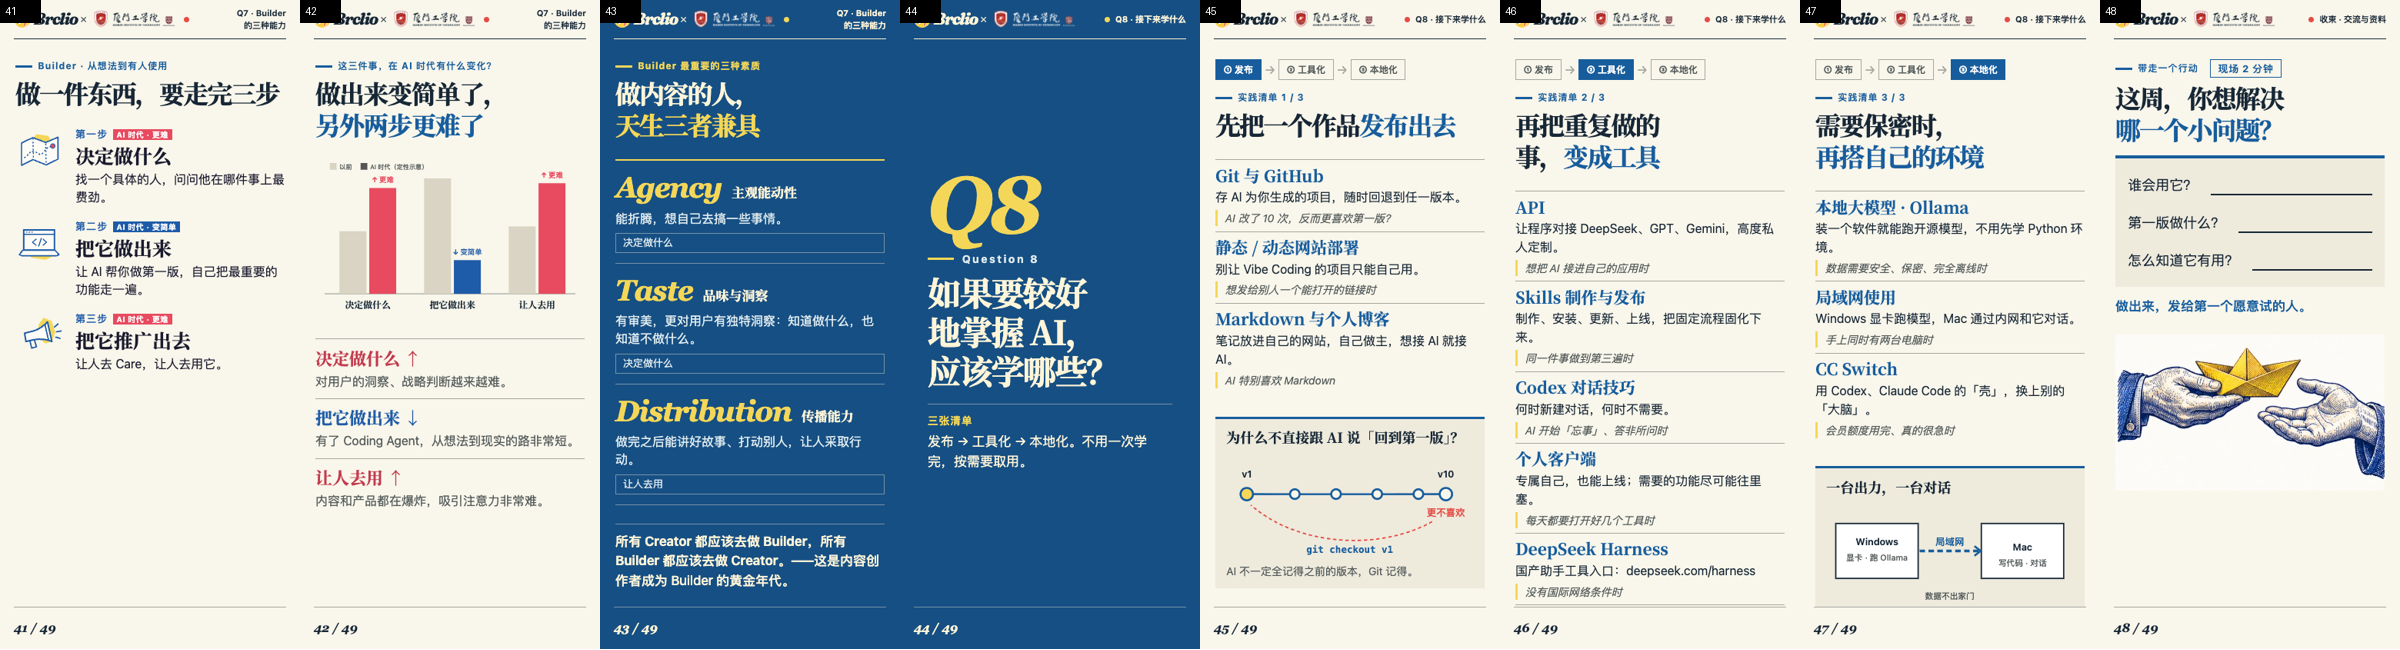 41
Brclio × 厦门工学院
Q7 · Builder
的三种能力
Builder · 从想法到有人使用
做一件东西，要走完三步
第一步 AI 时代 · 更难
决定做什么
找一个具体的人，问问他在哪件事上最
费劲。
第二步 AI 时代 · 变简单
把它做出来
让 AI 帮你做第一版，自己把最重要的
功能走一遍。
第三步 AI 时代 · 更难
把它推广出去
让人去 Care，让人去用它。
41 / 49
42
Brclio × 厦门工学院
Q7 · Builder
的三种能力
这三件事，在 AI 时代有什么变化？
做出来变简单了，
另外两步更难了
以前 AI 时代（定性示意）
↑ 更难
↓ 变简单
↑ 更难
决定做什么 把它做出来 让人去用
决定做什么 ↑
对用户的洞察、战略判断越来越难。
把它做出来 ↓
有了 Coding Agent，从想法到现实的路非常短。
让人去用 ↑
内容和产品都在爆炸，吸引注意力非常难。
42 / 49
43
Brclio × 厦门工学院
Q7 · Builder
的三种能力
Builder 最重要的三种素质
做内容的人，
天生三者兼具
Agency 主观能动性
能折腾，想自己去搞一些事情。
决定做什么
Taste 品味与洞察
有审美，更对用户有独特洞察：知道做什么，也
知道不做什么。
决定做什么
Distribution 传播能力
做完之后能讲好故事、打动别人，让人采取行
动。
让人去用
所有 Creator 都应该去做 Builder，所有
Builder 都应该去做 Creator。——这是内容创
作者成为 Builder 的黄金年代。
43 / 49
44
Brclio × 厦门工学院
Q8 · 接下来学什么
Q8
Question 8
如果要较好
地掌握 AI，
应该学哪些？
三张清单
发布 → 工具化 → 本地化。不用一次学
完，按需要取用。
44 / 49
45
Brclio × 厦门工学院
Q8 · 接下来学什么
① 发布 → ② 工具化 → ③ 本地化
实践清单 1 / 3
先把一个作品发布出去
Git 与 GitHub
存 AI 为你生成的项目，随时回退到任一版本。
AI 改了 10 次，反而更喜欢第一版？
静态 / 动态网站部署
别让 Vibe Coding 的项目只能自己用。
想发给别人一个能打开的链接时
Markdown 与个人博客
笔记放进自己的网站，自己做主，想接 AI 就接
AI。
AI 特别喜欢 Markdown
为什么不直接跟 AI 说「回到第一版」？
v1 v10
更不喜欢
git checkout v1
AI 不一定全记得之前的版本，Git 记得。
45 / 49
46
Brclio × 厦门工学院
Q8 · 接下来学什么
① 发布 → ② 工具化 → ③ 本地化
实践清单 2 / 3
再把重复做的
事，变成工具
API
让程序对接 DeepSeek、GPT、Gemini，高度私
人定制。
想把 AI 接进自己的应用时
Skills 制作与发布
制作、安装、更新、上线，把固定流程固化下
来。
同一件事做到第三遍时
Codex 对话技巧
何时新建对话，何时不需要。
AI 开始「忘事」、答非所问时
个人客户端
专属自己，也能上线；需要的功能尽可能往里
塞。
每天都要打开好几个工具时
DeepSeek Harness
国产助手工具入口：deepseek.com/harness
没有国际网络条件时
46 / 49
47
Brclio × 厦门工学院
Q8 · 接下来学什么
① 发布 → ② 工具化 → ③ 本地化
实践清单 3 / 3
需要保密时，
再搭自己的环境
本地大模型 · Ollama
装一个软件就能跑开源模型，不用先学 Python 环
境。
数据需要安全、保密、完全离线时
局域网使用
Windows 显卡跑模型，Mac 通过内网和它对话。
手上同时有两台电脑时
CC Switch
用 Codex、Claude Code 的「壳」，换上别的
「大脑」。
会员额度用完、真的很急时
一台出力，一台对话
Windows
显卡 · 跑 Ollama
局域网
Mac
写代码 · 对话
数据不出家门
47 / 49
48
Brclio × 厦门工学院
收束 · 交流与资料
带走一个行动 现场 2 分钟
这周，你想解决
哪一个小问题？
谁会用它？
第一版做什么？
怎么知道它有用？
做出来，发给第一个愿意试的人。
48 / 49